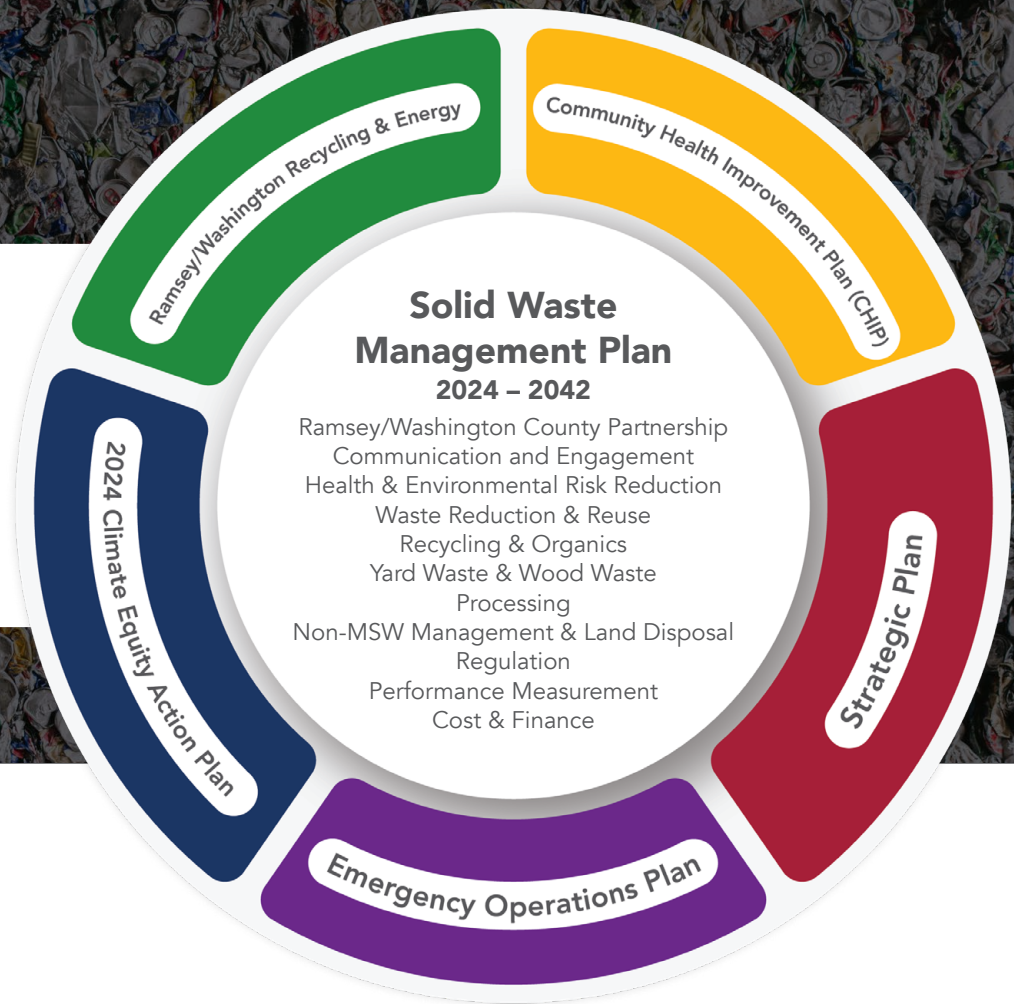 Ramsey/Washington Recycling & Energy
Community Health Improvement Plan (CHIP)
Solid Waste
Management Plan
2024 – 2042
Ramsey/Washington County Partnership
Communication and Engagement
Health & Environmental Risk Reduction
Waste Reduction & Reuse
Recycling & Organics
Yard Waste & Wood Waste
Processing
Non-MSW Management & Land Disposal
Regulation
Performance Measurement
Cost & Finance
Strategic Plan
Emergency Operations Plan
2024 Climate Equity Action Plan